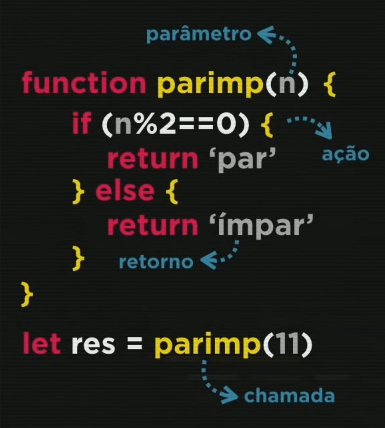 parâmetro
function parimp(n) {
if (n%2==0) {
ação
return ‘par’
} else {
return ‘ímpar’
} retorno
}
let res = parimp(11)
chamada